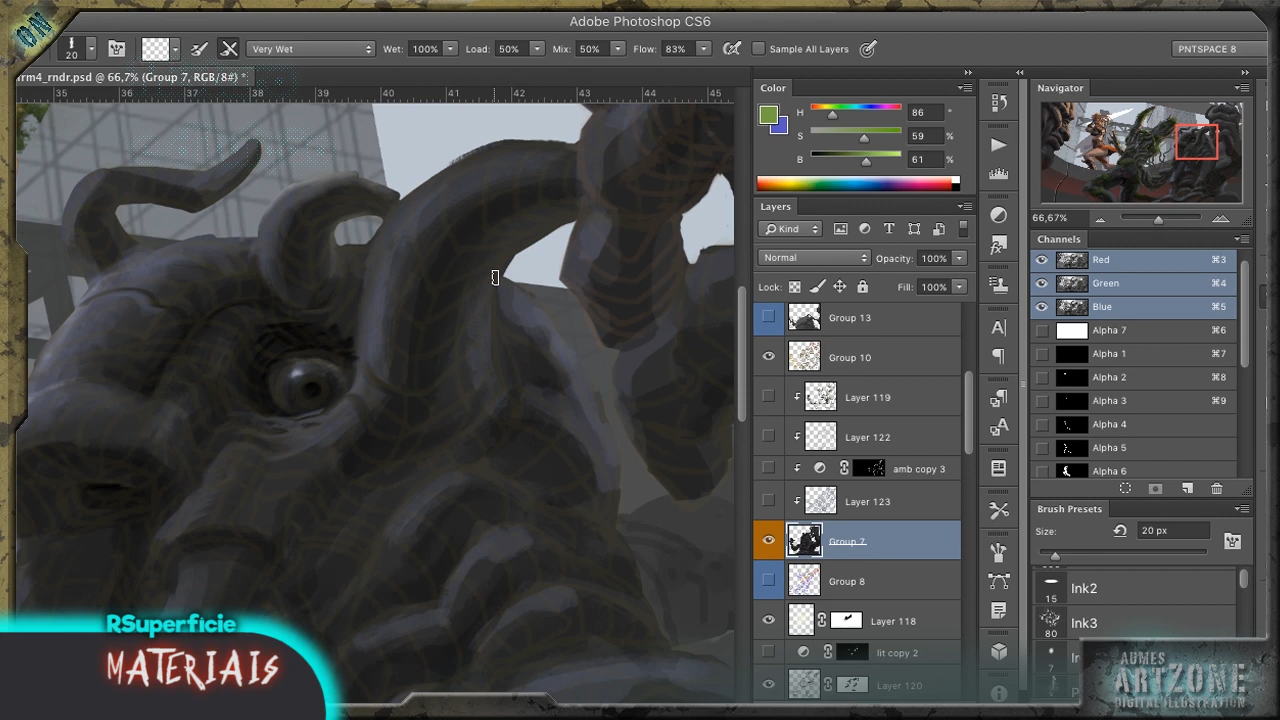 ON
Adobe Photoshop CS6
20
Very Wet
Wet: 100%
Load: 50%
Mix: 50%
Flow: 83%
Sample All Layers
PNTSPACE 8
rm4_rndr.psd @ 66,7% (Group 7, RGB/8#) *
35 36 37 38 39 40 41 42 43 44 45
Color
H 86 °
S 59 %
B 61 %
Layers
Kind
Normal
Opacity: 100%
Lock:
Fill: 100%
Group 13
Group 10
Layer 119
Layer 122
amb copy 3
Layer 123
Group 7
Group 8
Layer 118
lit copy 2
Layer 120
Navigator
66,67%
Channels
Red ⌘3
Green ⌘4
Blue ⌘5
Alpha 7 ⌘6
Alpha 1 ⌘7
Alpha 2 ⌘8
Alpha 3 ⌘9
Alpha 4
Alpha 5
Alpha 6
Brush Presets
Size: 20 px
Ink2
15
Ink3
80
7
RSuperficie
MATERIAIS
AUMES
ARTZONE
DIGITAL ILLUSTRATION